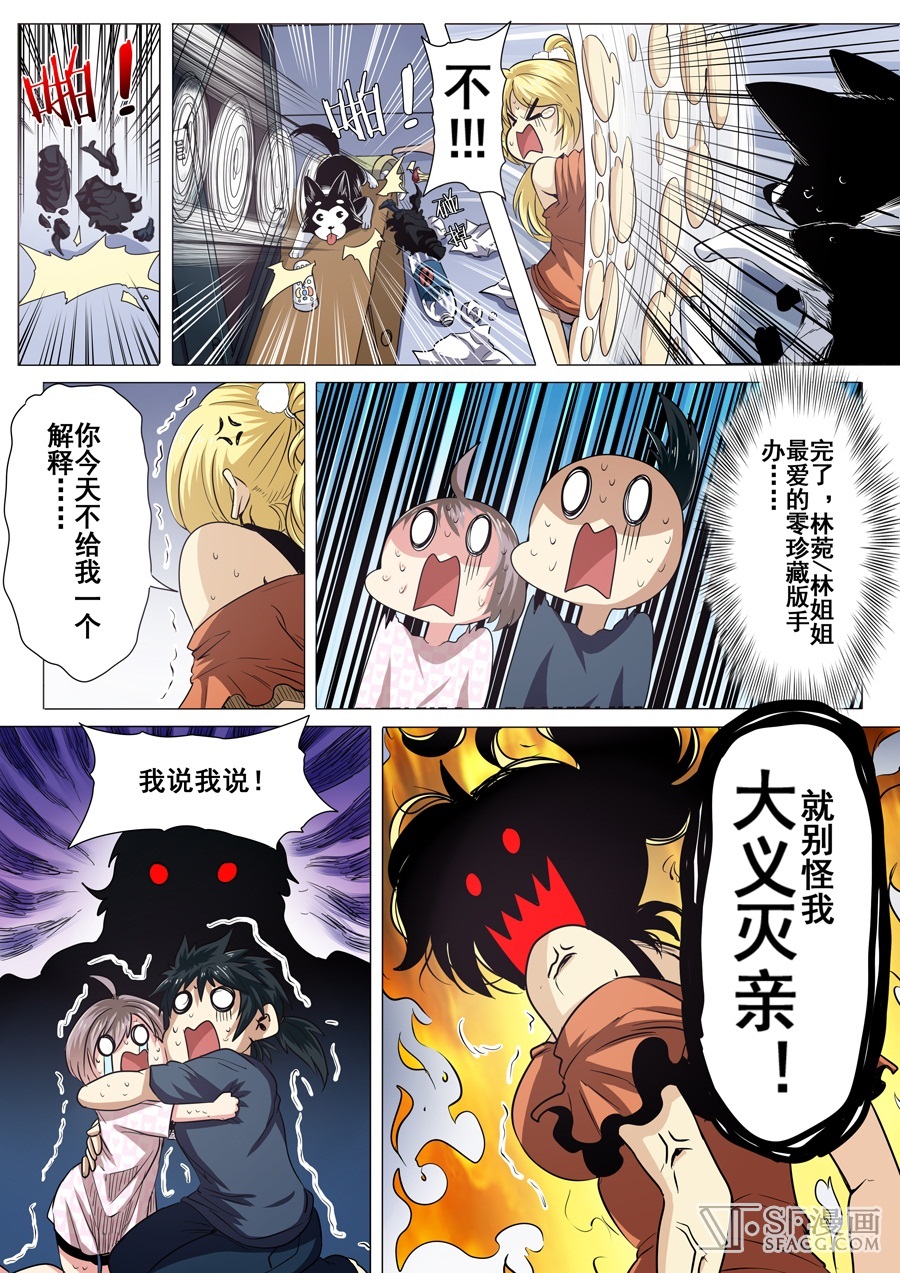 啪！
啪！
碰
掉
不!!!
你今天不给我一个
解释……
完了，林菀/林姐姐
最爱的零珍藏版手
办……
我说我说！
就别怪我
大义灭亲！
SF漫画
SFACG.COM